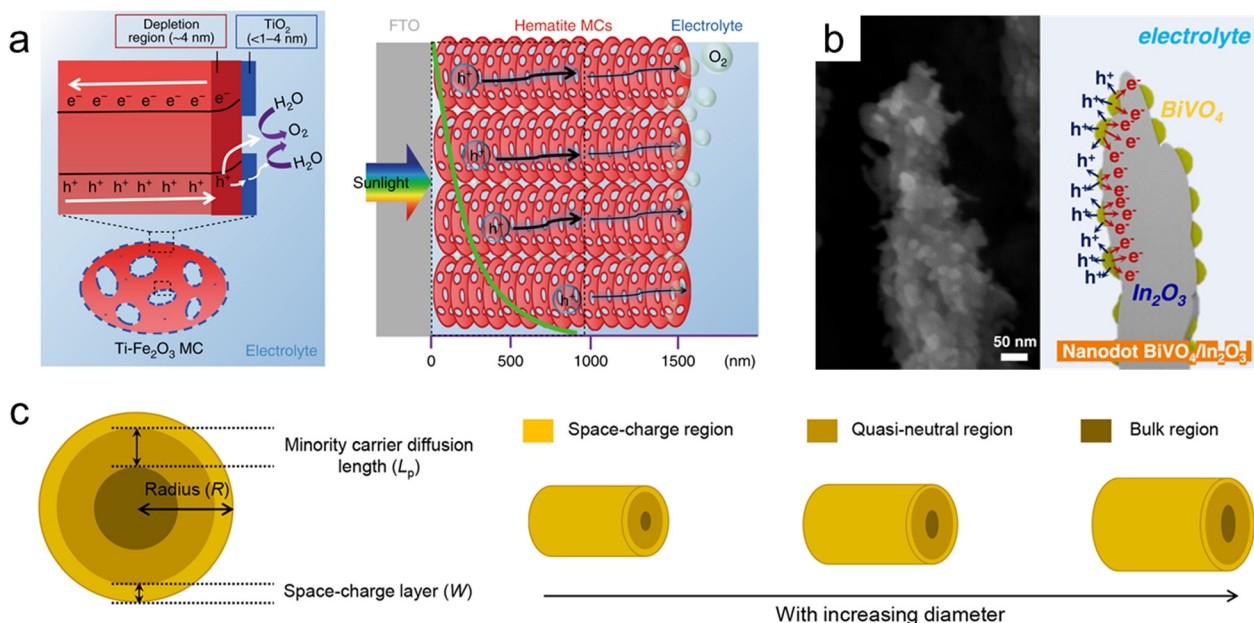 a
Depletion
region (~4 nm)
TiO₂
(<1–4 nm)
e⁻ e⁻ e⁻ e⁻ e⁻ e⁻ e⁻
H₂O
O₂
H₂O
h⁺ h⁺ h⁺ h⁺ h⁺ h⁺ h⁺
Ti-Fe₂O₃ MC
Electrolyte
FTO
Hematite MCs
Electrolyte
O₂
h⁺
h⁺
Sunlight
h⁺
h⁺
0 500 1000 1500 (nm)
b
50 nm
electrolyte
BiVO₄
h⁺
h⁺
h⁺
h⁺
h⁺
h⁺
h⁺
h⁺
e⁻
e⁻
e⁻
e⁻
e⁻
e⁻
e⁻
e⁻
e⁻
In₂O₃
Nanodot BiVO₄/In₂O₃
c
Minority carrier diffusion
length (Lₚ)
Radius (R)
Space-charge layer (W)
Space-charge region
Quasi-neutral region
Bulk region
With increasing diameter